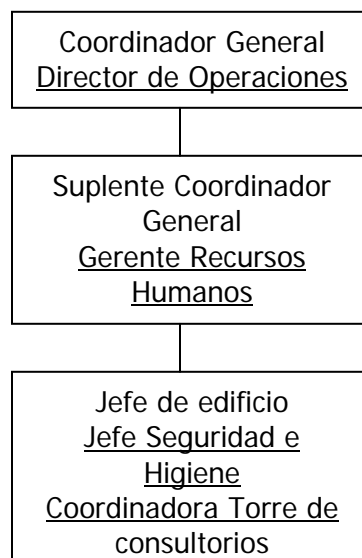 Coordinador General
Director de Operaciones
Suplente Coordinador
General
Gerente Recursos
Humanos
Jefe de edificio
Jefe Seguridad e
Higiene
Coordinadora Torre de
consultorios